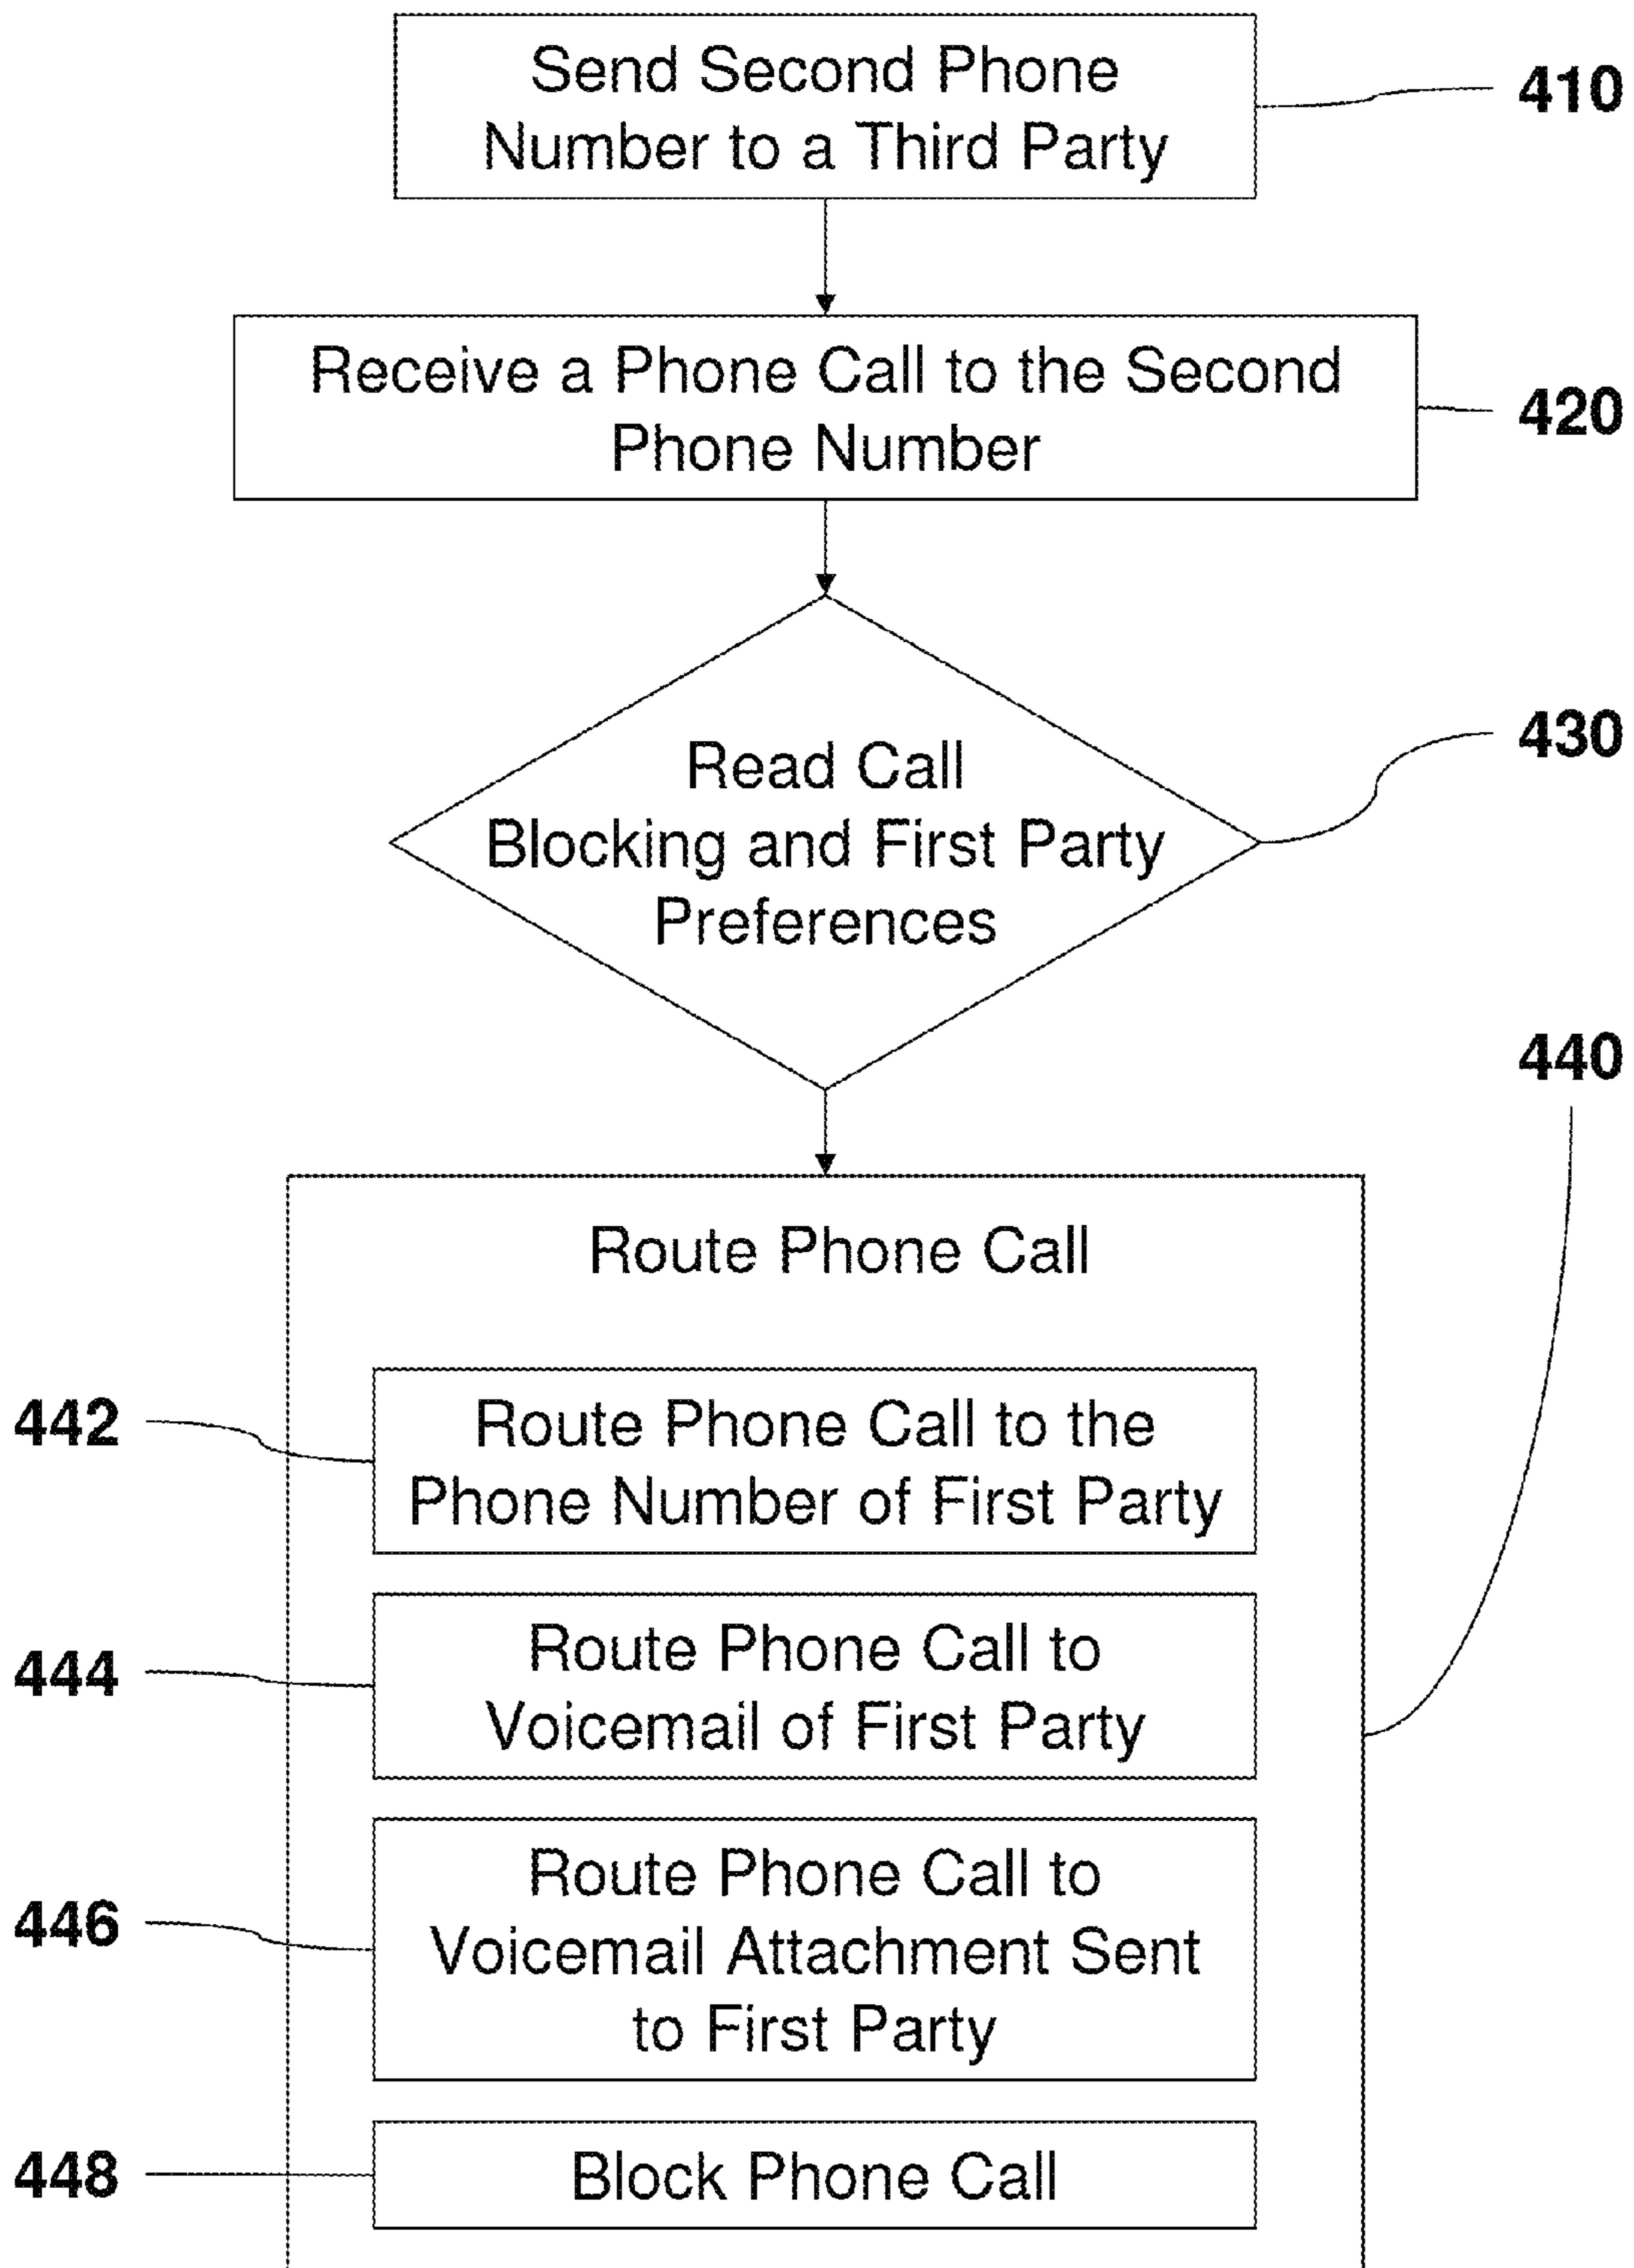 Send Second Phone
Number to a Third Party
410
Receive a Phone Call to the Second
Phone Number
420
Read Call
Blocking and First Party
Preferences
430
440
Route Phone Call
442
Route Phone Call to the
Phone Number of First Party
444
Route Phone Call to
Voicemail of First Party
446
Route Phone Call to
Voicemail Attachment Sent
to First Party
448
Block Phone Call